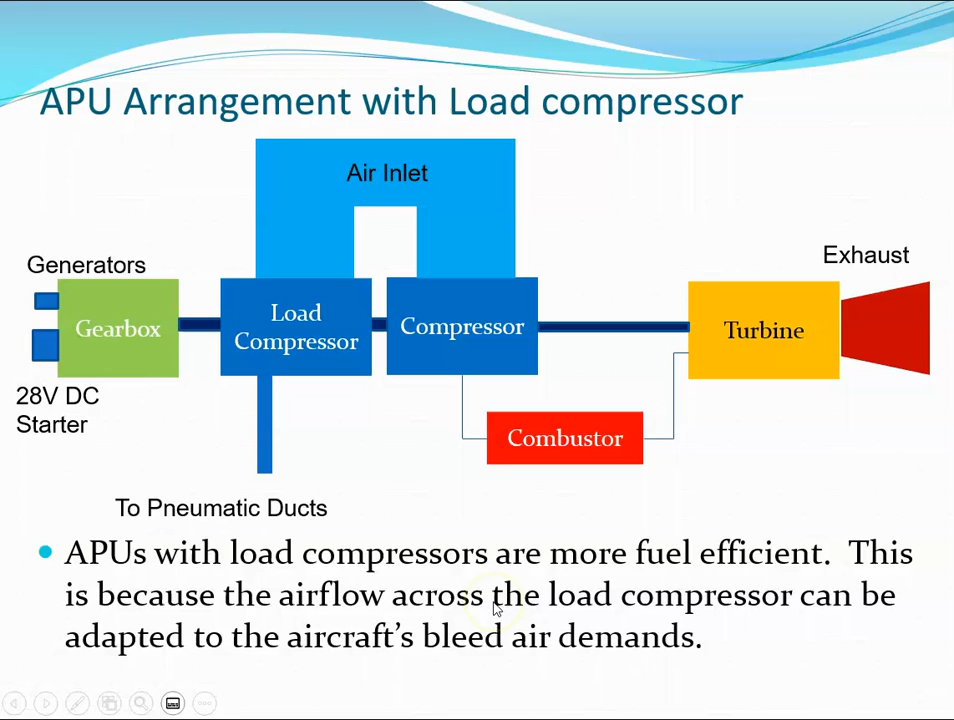 APU Arrangement with Load compressor
Air Inlet
Generators
Exhaust
Gearbox
Load
Compressor
Compressor
Turbine
28V DC
Starter
Combustor
To Pneumatic Ducts
• APUs with load compressors are more fuel efficient.  This
is because the airflow across the load compressor can be
adapted to the aircraft’s bleed air demands.